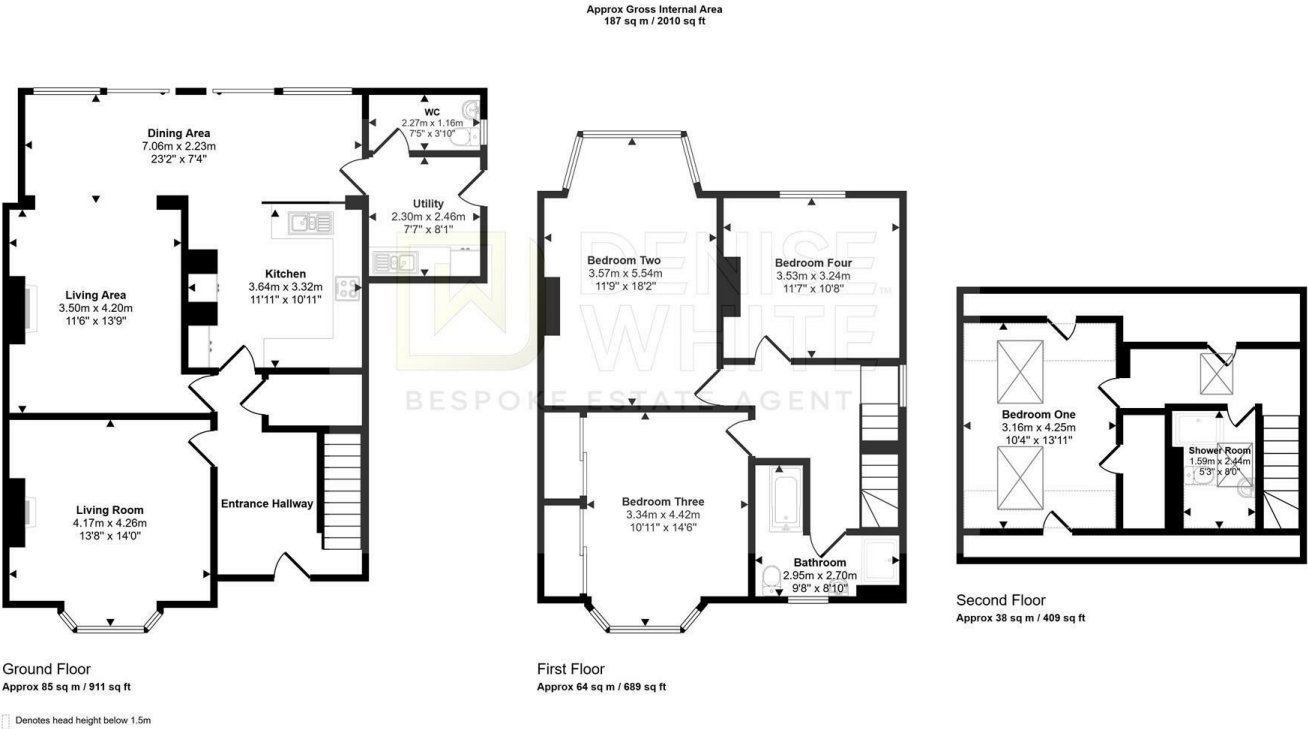 Approx Gross Internal Area
187 sq m / 2010 sq ft
Dining Area
7.06m x 2.23m
23'2" x 7'4"
WC
2.27m x 1.16m
7'5" x 3'10"
Utility
2.30m x 2.46m
7'7" x 8'1"
Kitchen
3.64m x 3.32m
11'11" x 10'11"
Living Area
3.50m x 4.20m
11'6" x 13'9"
Living Room
4.17m x 4.26m
13'8" x 14'0"
Entrance Hallway
Ground Floor
Approx 85 sq m / 911 sq ft
Denotes head height below 1.5m
Bedroom Two
3.57m x 5.54m
11'9" x 18'2"
Bedroom Four
3.53m x 3.24m
11'7" x 10'8"
Bedroom Three
3.34m x 4.42m
10'11" x 14'6"
Bathroom
2.95m x 2.70m
9'8" x 8'10"
First Floor
Approx 64 sq m / 689 sq ft
Bedroom One
3.16m x 4.25m
10'4" x 13'11"
Shower Room
1.59m x 2.44m
5'3" x 8'0"
Second Floor
Approx 38 sq m / 409 sq ft
DENISE
WHITE™
BESPOKE ESTATE AGENT